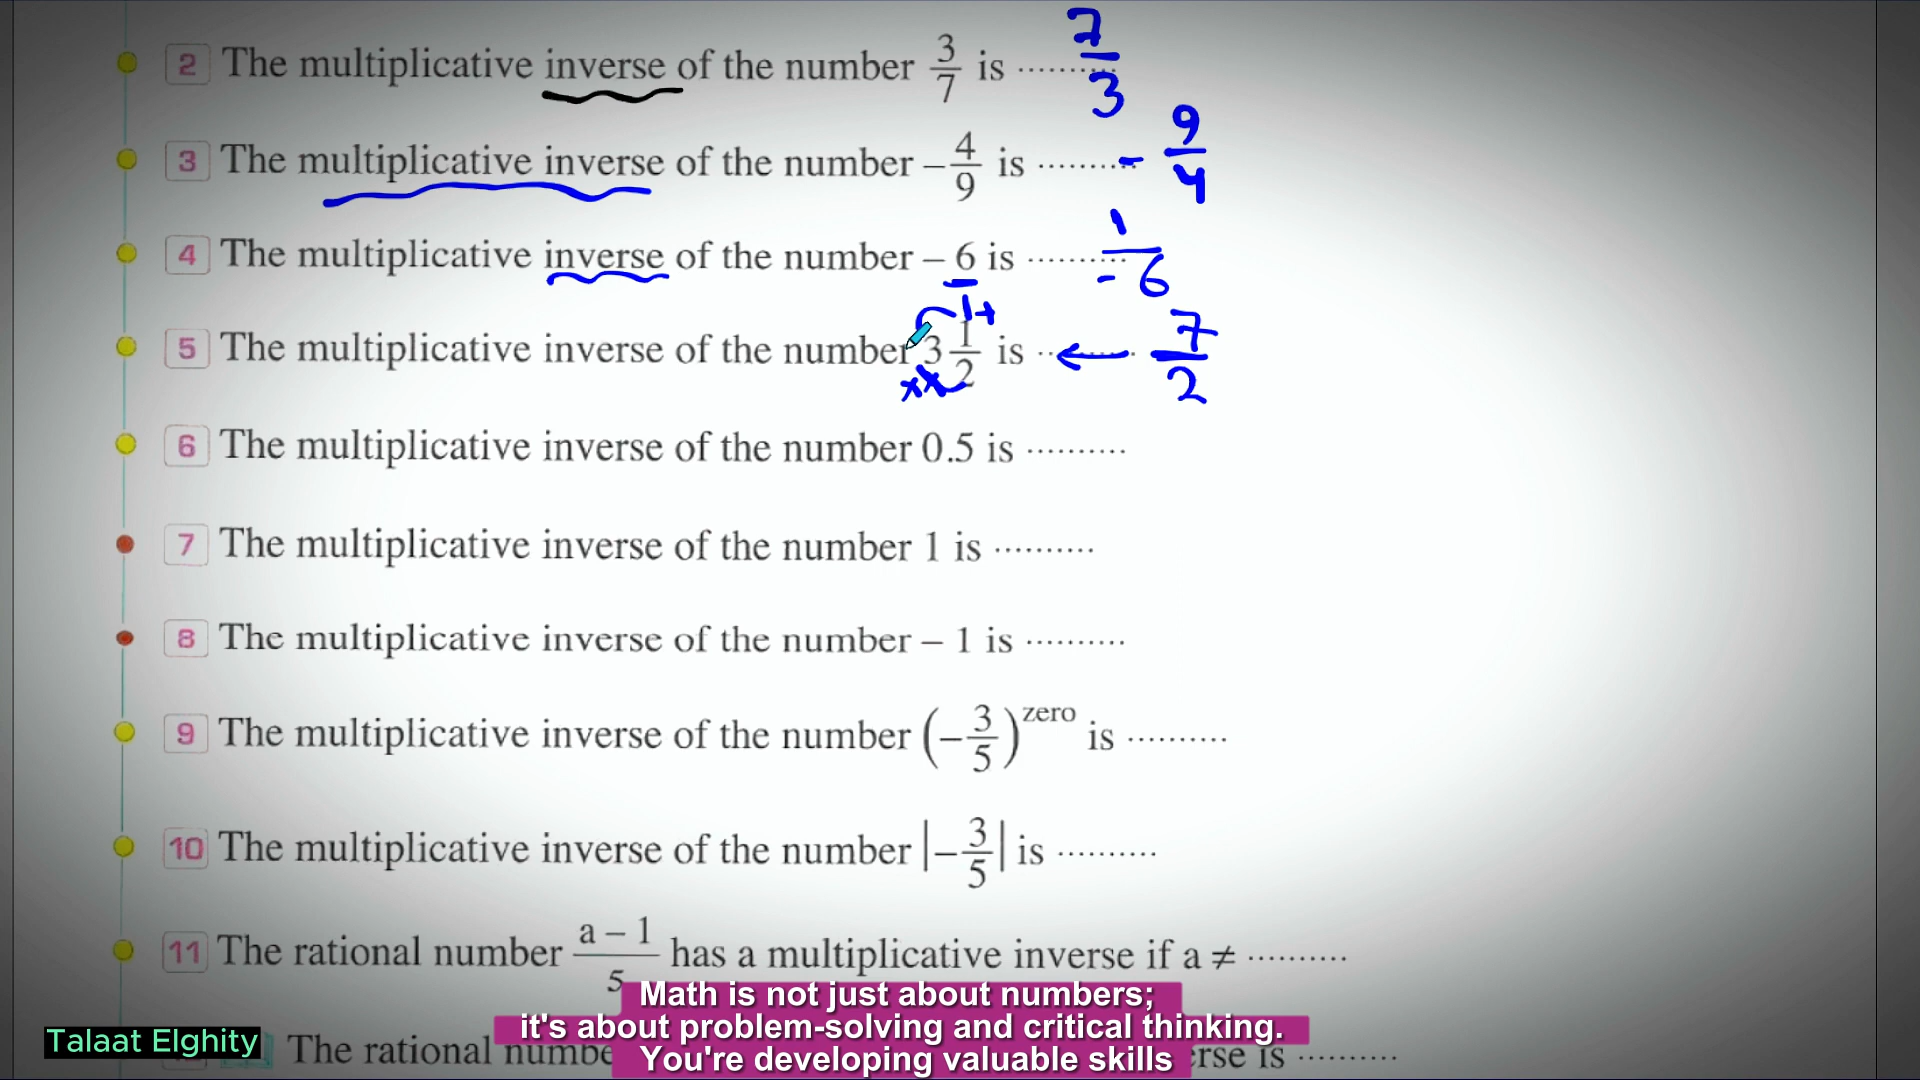 2 The multiplicative inverse of the number 3/7 is .......... 7/3
3 The multiplicative inverse of the number – 4/9 is .......... - 9/4
4 The multiplicative inverse of the number – 6 is .......... 1/-6
5 The multiplicative inverse of the number 3 1/2 is .......... ← 7/2
6 The multiplicative inverse of the number 0.5 is ..........
7 The multiplicative inverse of the number 1 is ..........
8 The multiplicative inverse of the number – 1 is ..........
9 The multiplicative inverse of the number (– 3/5)^zero is ..........
10 The multiplicative inverse of the number |– 3/5| is ..........
11 The rational number (a – 1)/5 has a multiplicative inverse if a ≠ ..........
Math is not just about numbers;
it's about problem-solving and critical thinking.
You're developing valuable skills
Talaat Elghity
The rational is ..........